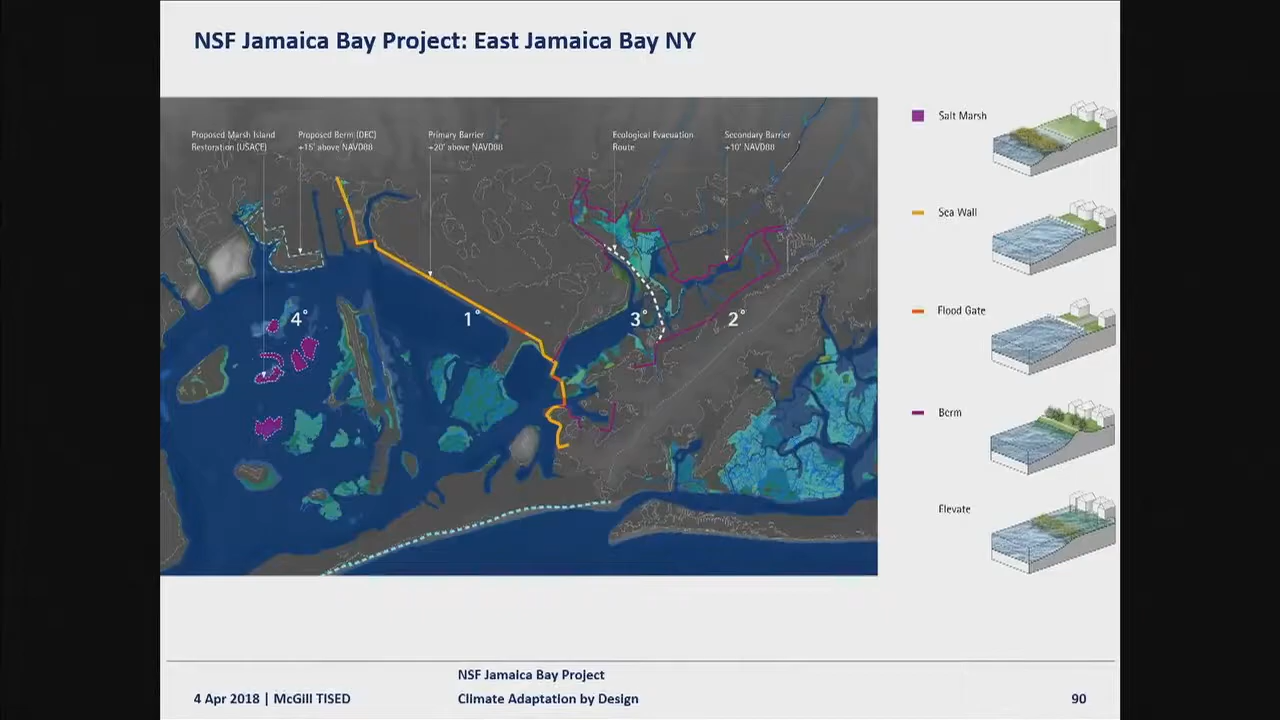 NSF Jamaica Bay Project: East Jamaica Bay NY
Proposed Marsh Island
Restoration (USACE)
Proposed Berm (DEC)
+15' above NAVD88
Primary Barrier
+20' above NAVD88
Ecological Evacuation
Route
Secondary Barrier
+10' NAVD88
4°
1°
3°
2°
Salt Marsh
Sea Wall
Flood Gate
Berm
Elevate
NSF Jamaica Bay Project
4 Apr 2018 | McGill TISED
Climate Adaptation by Design
90